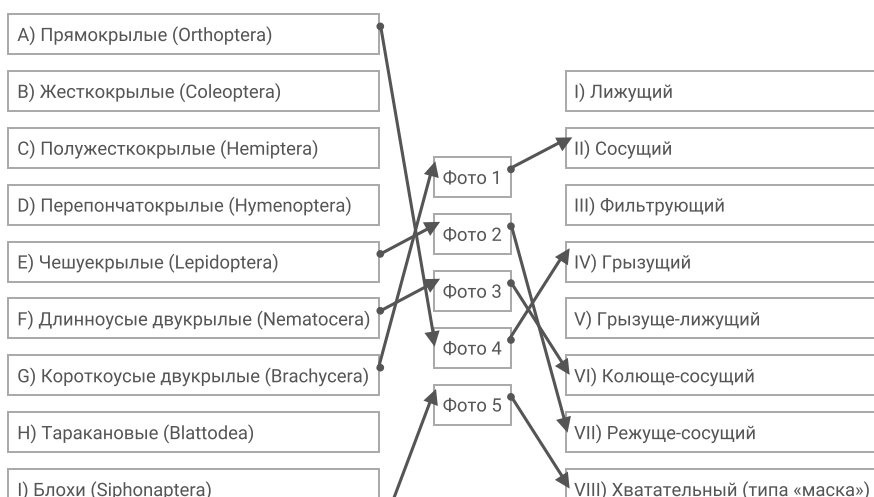 A) Прямокрылые (Orthoptera)
B) Жесткокрылые (Coleoptera)
C) Полужесткокрылые (Hemiptera)
D) Перепончатокрылые (Hymenoptera)
E) Чешуекрылые (Lepidoptera)
F) Длинноусые двукрылые (Nematocera)
G) Короткоусые двукрылые (Brachycera)
H) Таракановые (Blattodea)
I) Блохи (Siphonaptera)
Фото 1
Фото 2
Фото 3
Фото 4
Фото 5
I) Лижущий
II) Сосущий
III) Фильтрующий
IV) Грызущий
V) Грызуще-лижущий
VI) Колюще-сосущий
VII) Режуще-сосущий
VIII) Хватательный (типа «маска»)